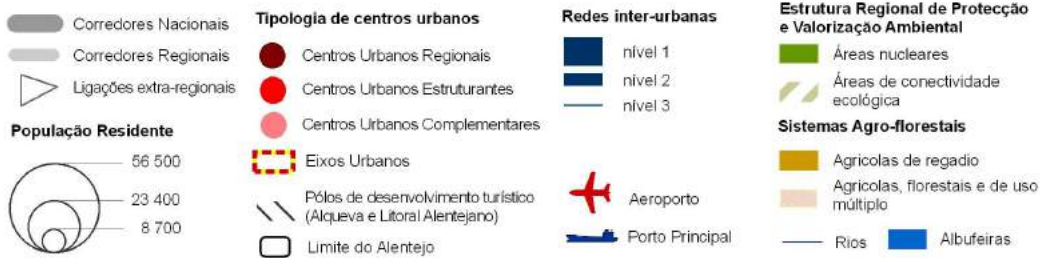 Corredores Nacionais
Corredores Regionais
Ligações extra-regionais
População Residente
56 500
23 400
8 700
Tipologia de centros urbanos
Centros Urbanos Regionais
Centros Urbanos Estruturantes
Centros Urbanos Complementares
Eixos Urbanos
Pólos de desenvolvimento turístico
(Alqueva e Litoral Alentejano)
Limite do Alentejo
Redes inter-urbanas
nível 1
nível 2
nível 3
Aeroporto
Porto Principal
Estrutura Regional de Protecção
e Valorização Ambiental
Áreas nucleares
Áreas de conectividade
ecológica
Sistemas Agro-florestais
Agricolas de regadio
Agricolas, florestais e de uso
múltiplo
Rios
Albufeiras